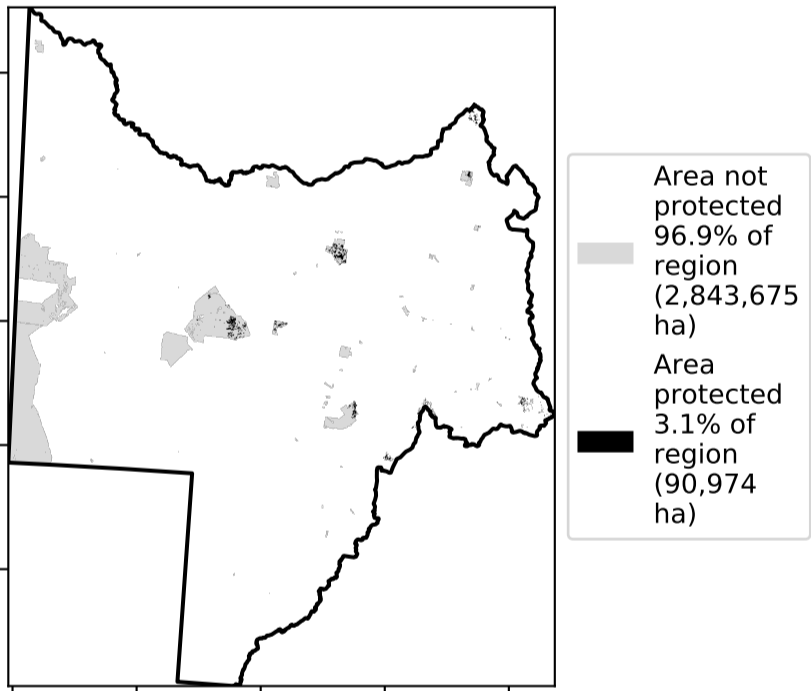 Area not
protected
96.9% of
region
(2,843,675
ha)
Area
protected
3.1% of
region
(90,974
ha)